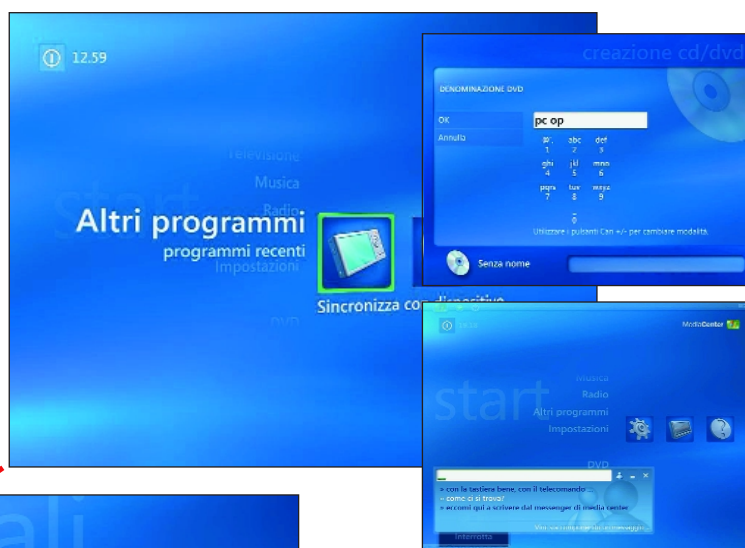 12.59
Televisione
Musica
start
Radio
Altri programmi
programmi recenti
Impostazioni
Sincronizza con dispositivo
DVD
creazione cd/dvd
DENOMINAZIONE DVD
OK
Annulla
pc op
abc def
1 2 3
ghi jkl mno
4 5 6
pqrs tuv wxyz
7 8 9
0
Utilizzare i pulsanti Can +/- per cambiare modalità.
Senza nome
MediaCenter
Musica
start
Radio
Altri programmi
Impostazioni
DVD
» con la tastiera bene, con il telecomando ...
– come ci si trova?
» eccomi qui a scrivere dal messenger di media center
interrotta
ali